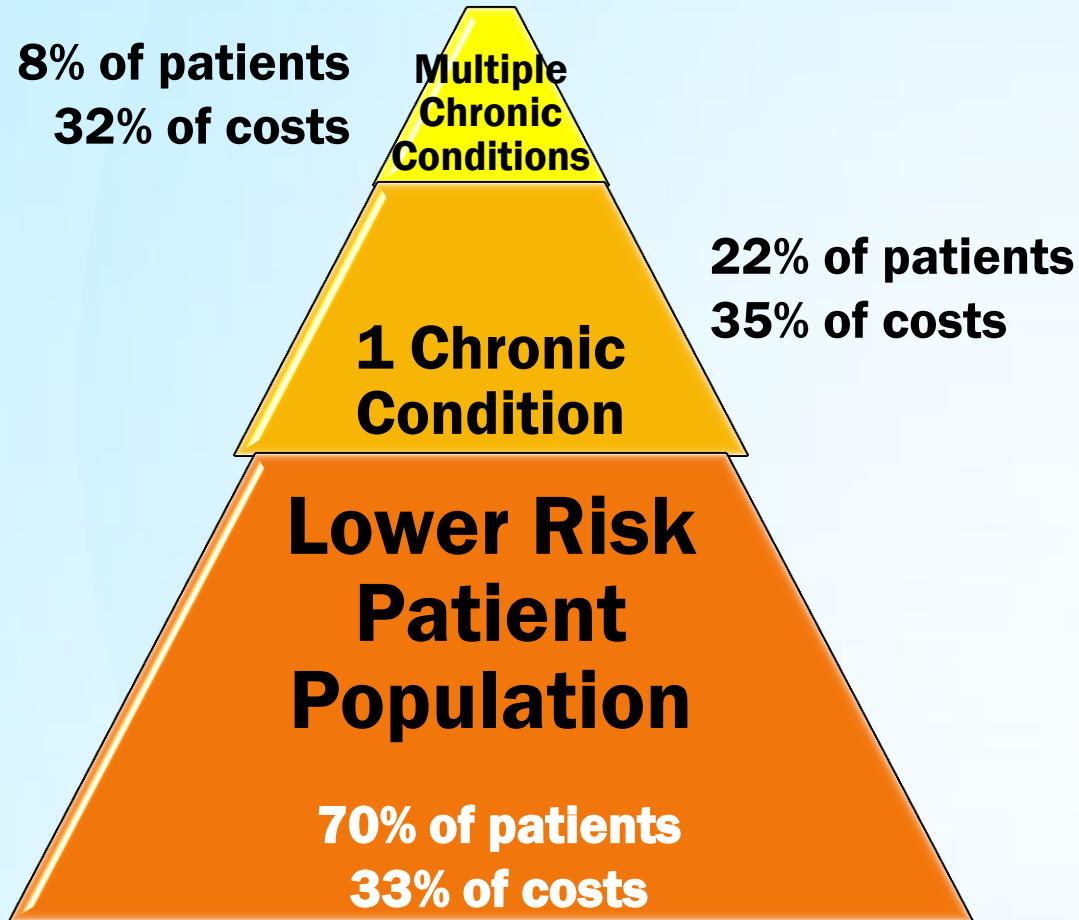 8% of patients
32% of costs
Multiple
Chronic
Conditions
22% of patients
35% of costs
1 Chronic
Condition
Lower Risk
Patient
Population
70% of patients
33% of costs